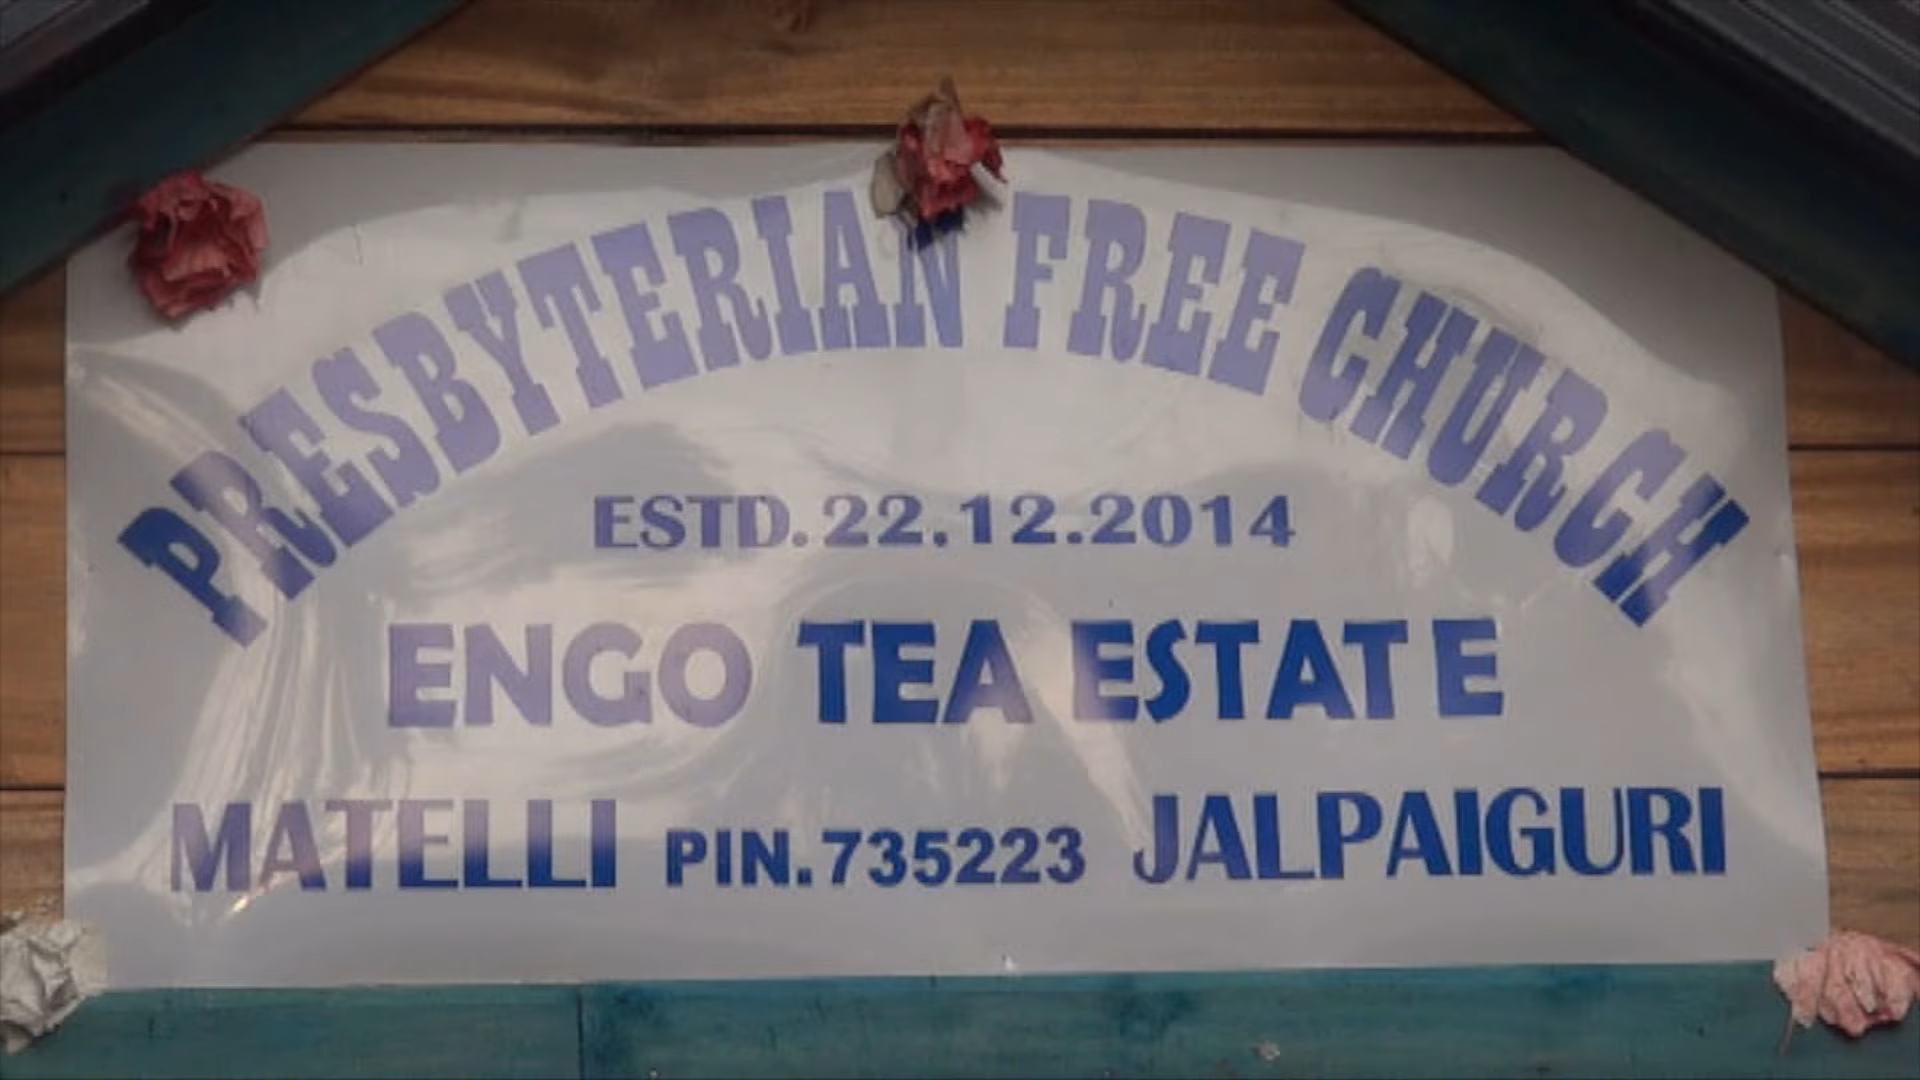 PRESBYTERIAN FREE CHURCH
ESTD.22.12.2014
ENGO TEA ESTATE
MATELLI PIN.735223 JALPAIGURI